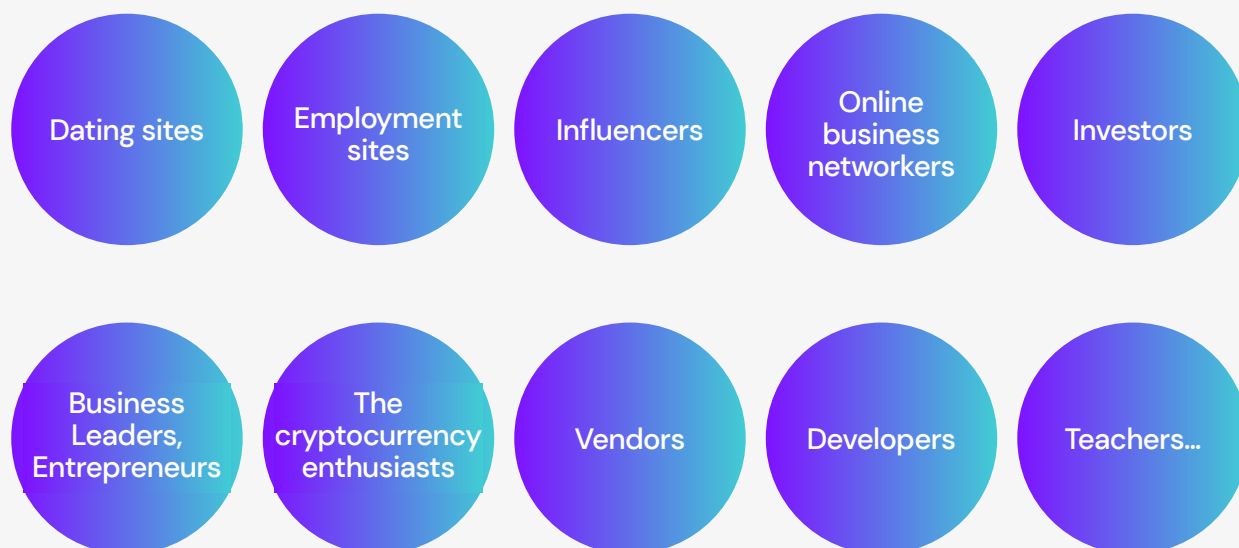 Dating sites
Employment
sites
Influencers
Online
business
networkers
Investors
Business
Leaders,
Entrepreneurs
The
cryptocurrency
enthusiasts
Vendors
Developers
Teachers...